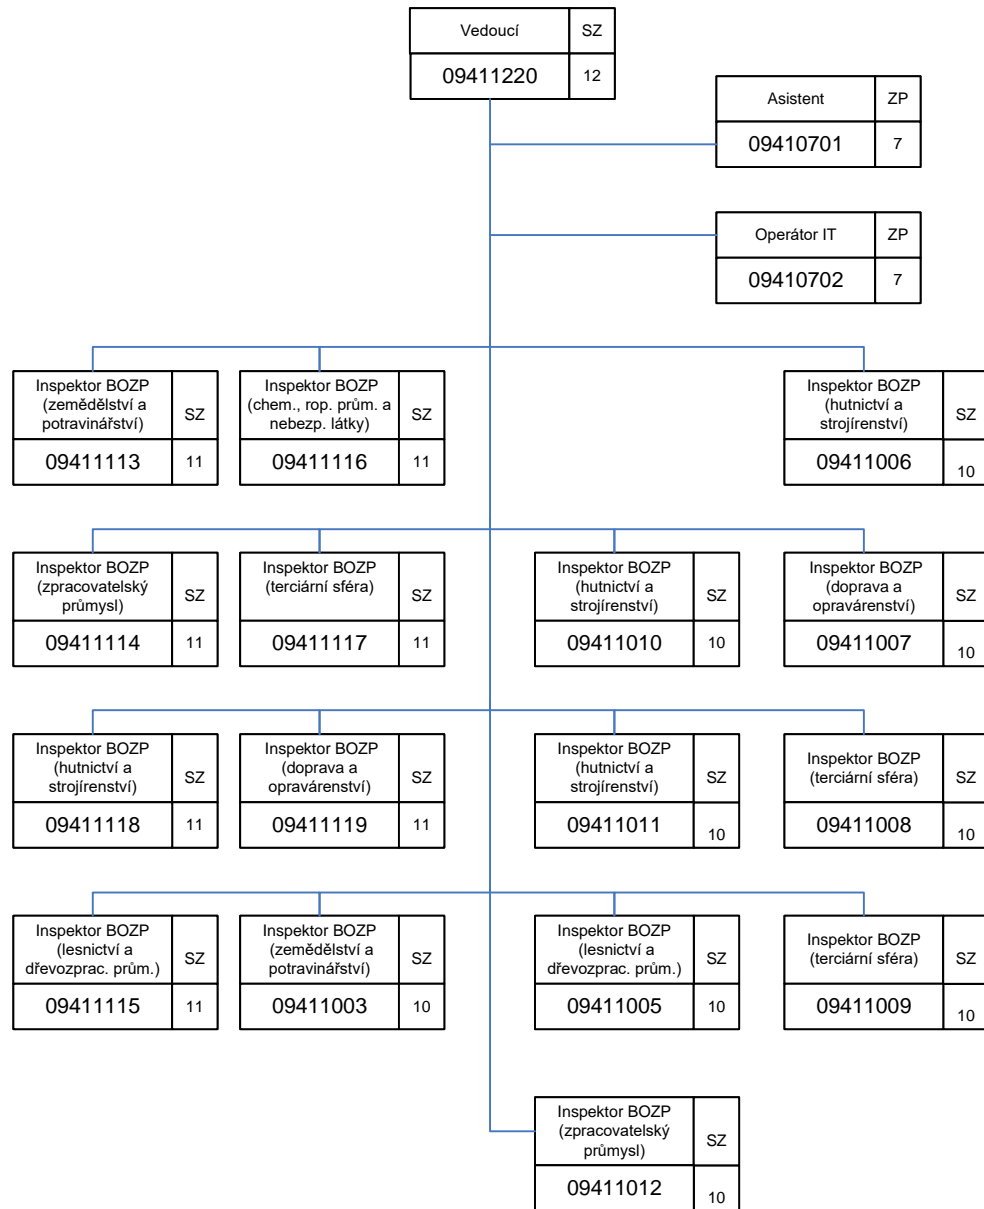 Vedoucí SZ
09411220 12
Asistent ZP
09410701 7
Operátor IT ZP
09410702 7
Inspektor BOZP
(zemědělství a
potravinářství) SZ
09411113 11
Inspektor BOZP
(chem., rop. prům. a
nebezp. látky) SZ
09411116 11
Inspektor BOZP
(hutnictví a
strojírenství) SZ
09411006 10
Inspektor BOZP
(zpracovatelský
průmysl) SZ
09411114 11
Inspektor BOZP
(terciární sféra) SZ
09411117 11
Inspektor BOZP
(hutnictví a
strojírenství) SZ
09411010 10
Inspektor BOZP
(doprava a
opravárenství) SZ
09411007 10
Inspektor BOZP
(hutnictví a
strojírenství) SZ
09411118 11
Inspektor BOZP
(doprava a
opravárenství) SZ
09411119 11
Inspektor BOZP
(hutnictví a
strojírenství) SZ
09411011 10
Inspektor BOZP
(terciární sféra) SZ
09411008 10
Inspektor BOZP
(lesnictví a
dřevozprac. prům.) SZ
09411115 11
Inspektor BOZP
(zemědělství a
potravinářství) SZ
09411003 10
Inspektor BOZP
(lesnictví a
dřevozprac. prům.) SZ
09411005 10
Inspektor BOZP
(terciární sféra) SZ
09411009 10
Inspektor BOZP
(zpracovatelský
průmysl) SZ
09411012 10